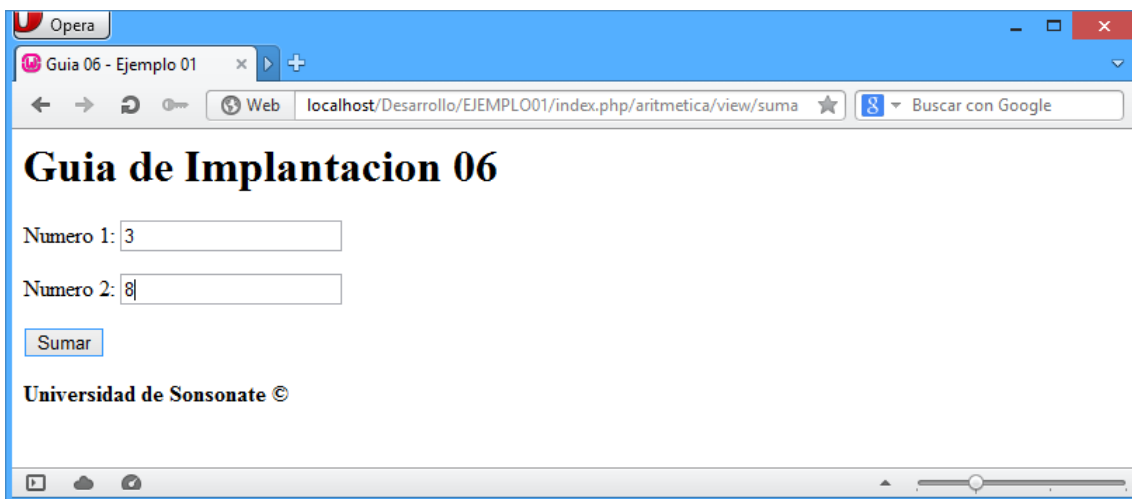 Opera
Guia 06 - Ejemplo 01
Web localhost/Desarrollo/EJEMPLO01/index.php/aritmetica/view/suma Buscar con Google
Guia de Implantacion 06
Numero 1: 3
Numero 2: 8
Sumar
Universidad de Sonsonate ©